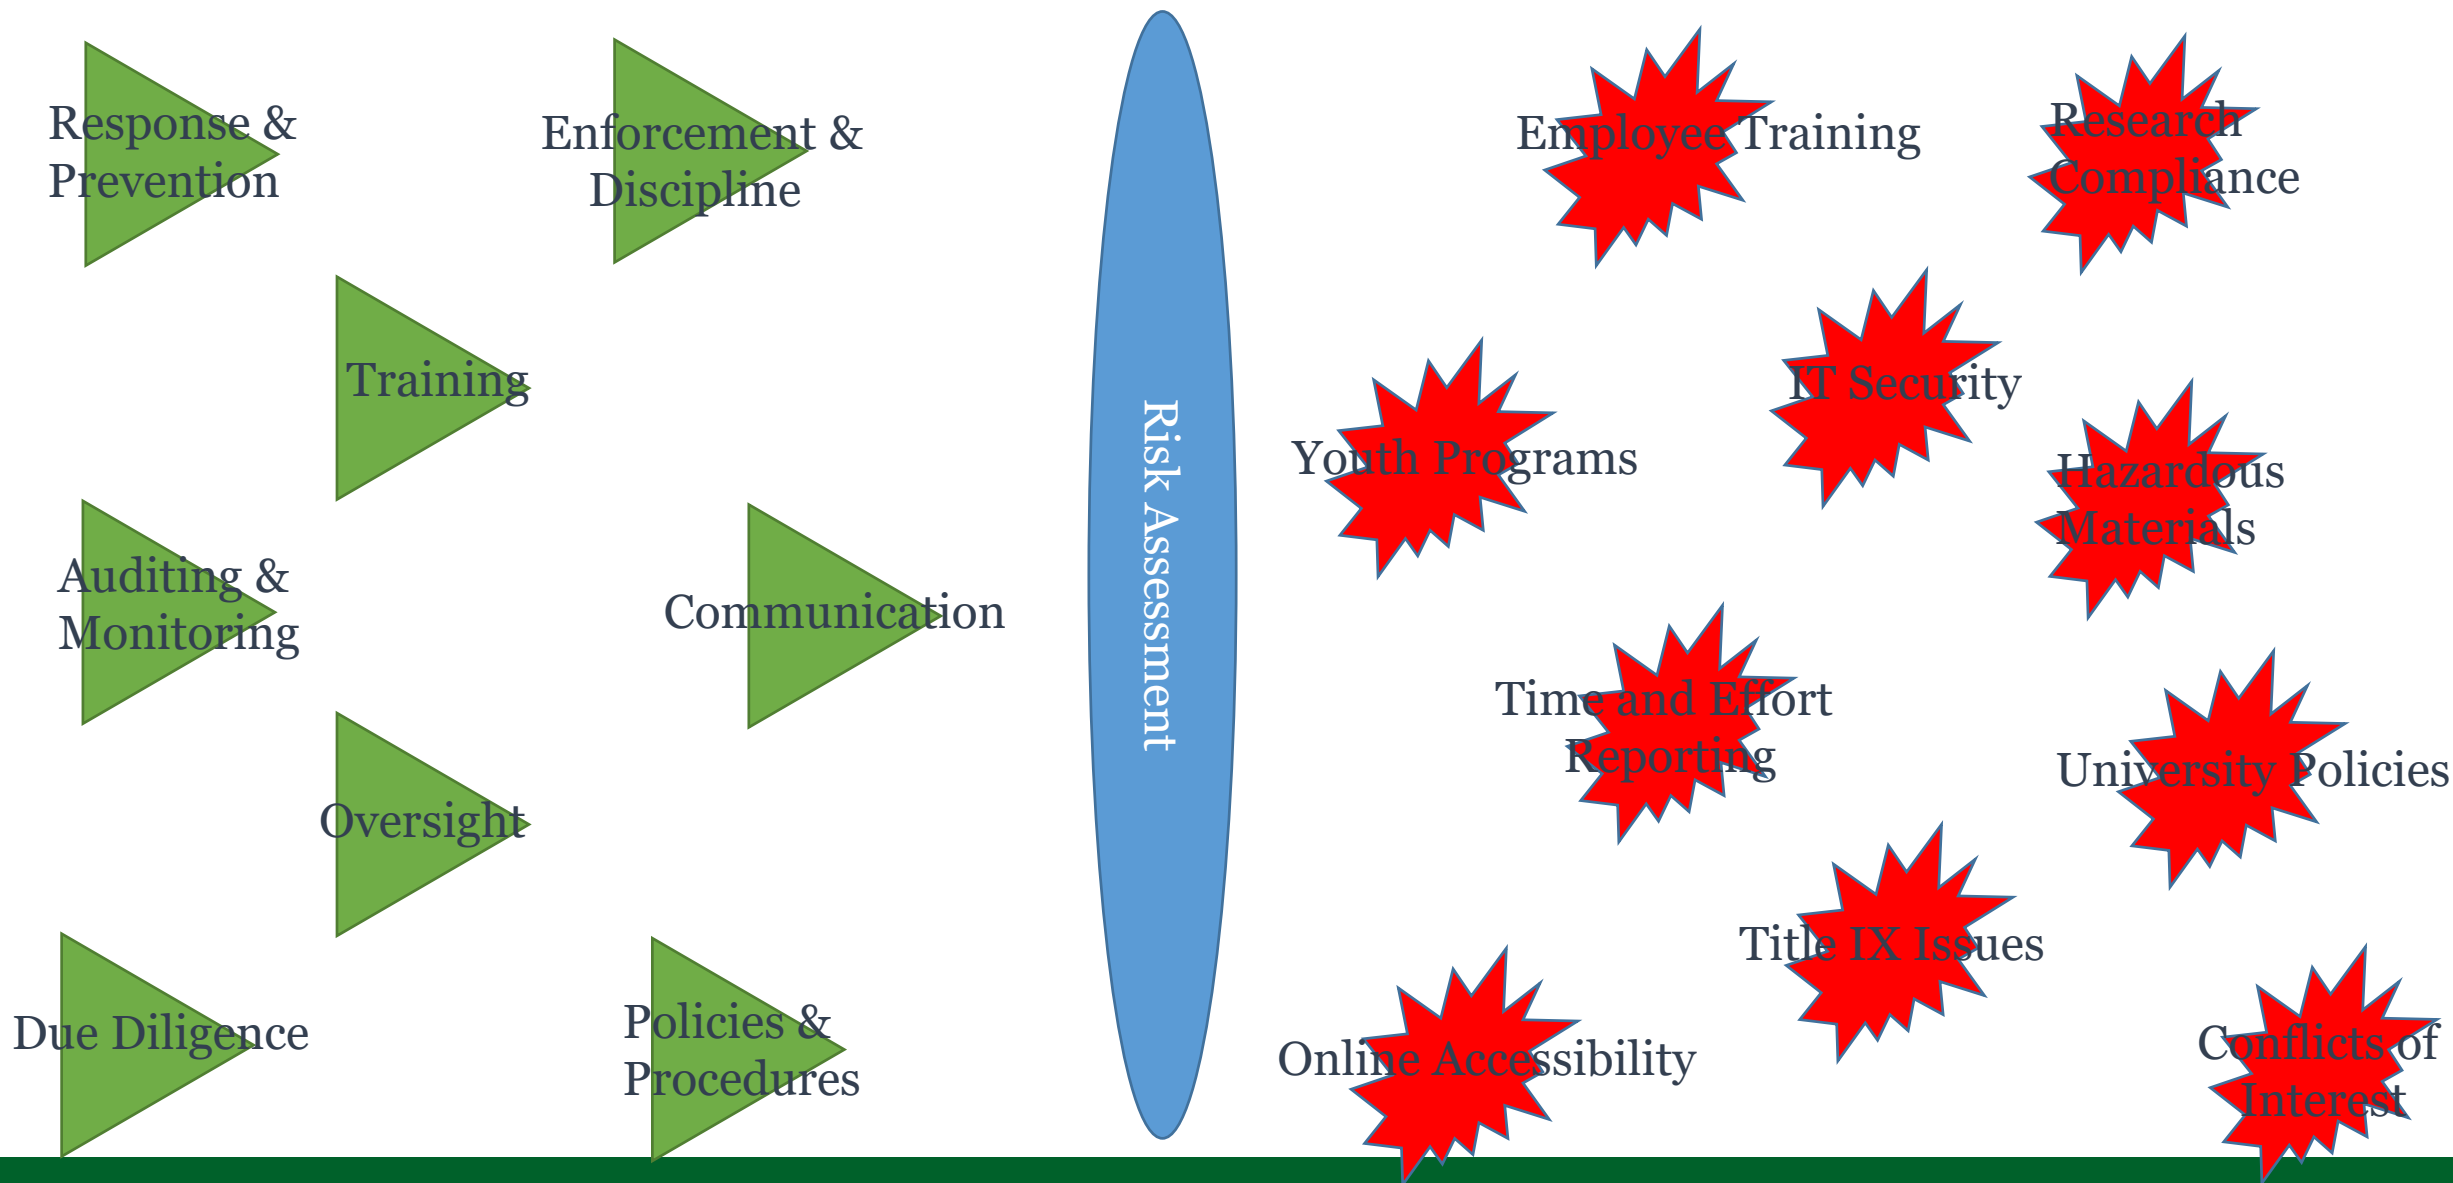 Response &
Prevention
Enforcement &
Discipline
Training
Auditing &
Monitoring
Communication
Oversight
Due Diligence
Policies &
Procedures
Risk Assessment
Employee Training
Research
Compliance
IT Security
Youth Programs
Hazardous
Materials
Time and Effort
Reporting
University Policies
Title IX Issues
Online Accessibility
Conflicts of
Interest